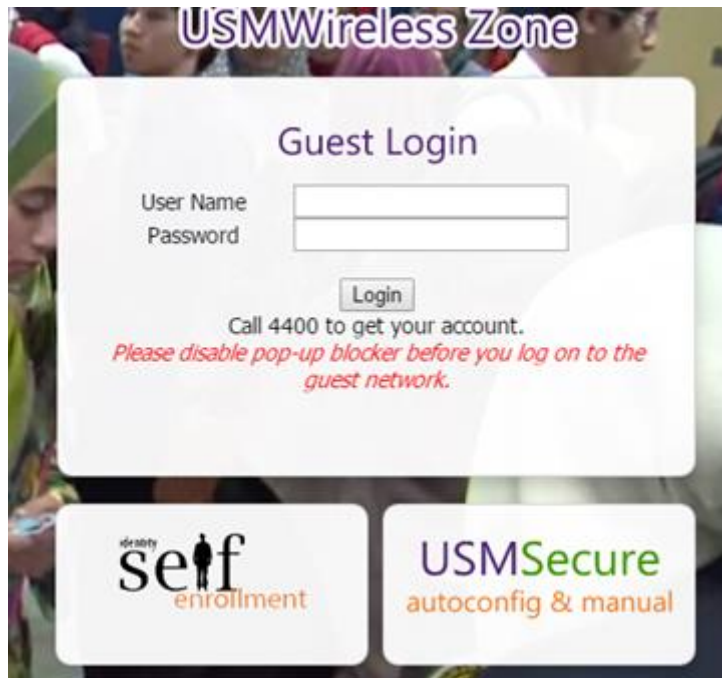 USMWireless Zone
Guest Login
User Name
Password
Login
Call 4400 to get your account.
Please disable pop-up blocker before you log on to the
guest network.
identity
self
enrollment
USMSecure
autoconfig & manual